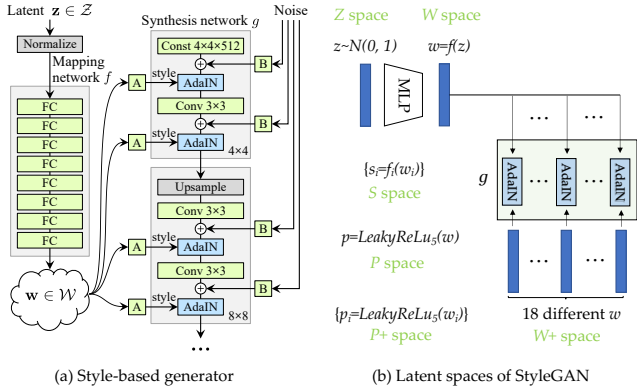 Latent z ∈ 𝒵
Normalize
Mapping
network f
FC
FC
FC
FC
FC
FC
FC
FC
w ∈ 𝒲
Synthesis network g
Noise
Const 4×4×512
B
A
style
AdaIN
Conv 3×3
B
A
style
AdaIN
4×4
Upsample
Conv 3×3
B
A
style
AdaIN
Conv 3×3
B
A
style
AdaIN
8×8
...
(a) Style-based generator
Z space
W space
z~N(0, 1)
w=f(z)
MLP
... ...
{si=fi(wi)}
S space
g
AdaIN ... AdaIN ... AdaIN
p=LeakyReLu5(w)
P space
... ...
{pi=LeakyReLu5(wi)}
P+ space
18 different w
W+ space
(b) Latent spaces of StyleGAN